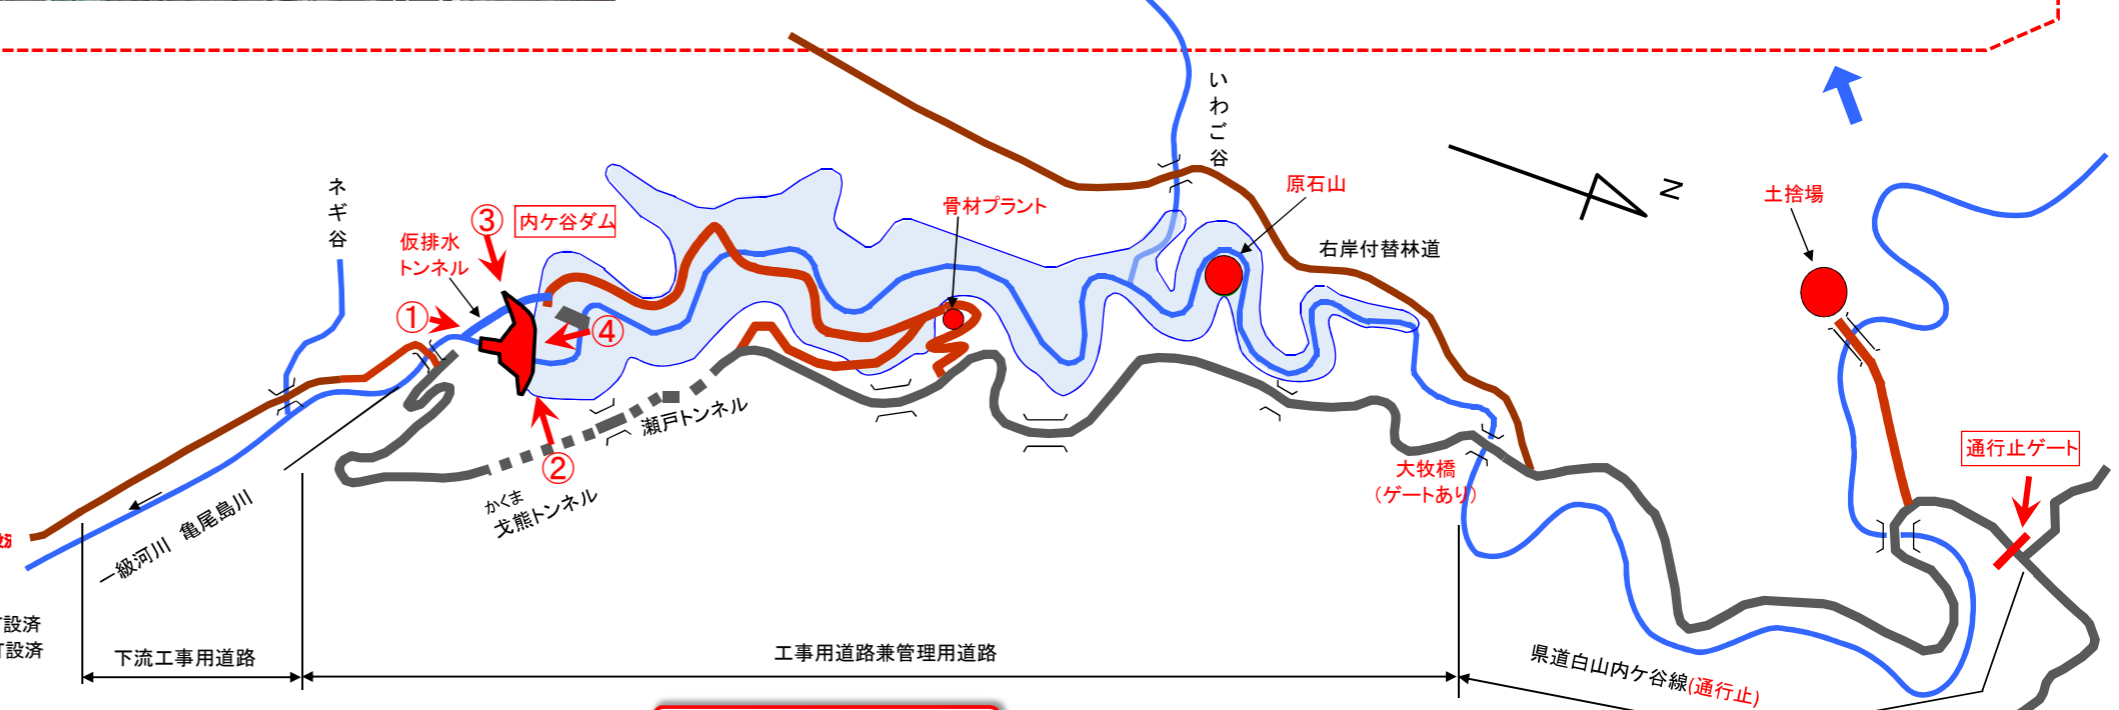 いわご谷
ネギ谷
③
内ケ谷ダム
仮排水
トンネル
①
④
②
骨材プラント
原石山
右岸付替林道
N
土捨場
瀬戸トンネル
かくま
戈熊トンネル
一級河川 亀尾島川
大牧橋
（ゲートあり）
通行止ゲート
設済
設済
下流工事用道路
工事用道路兼管理用道路
県道白山内ケ谷線(通行止)